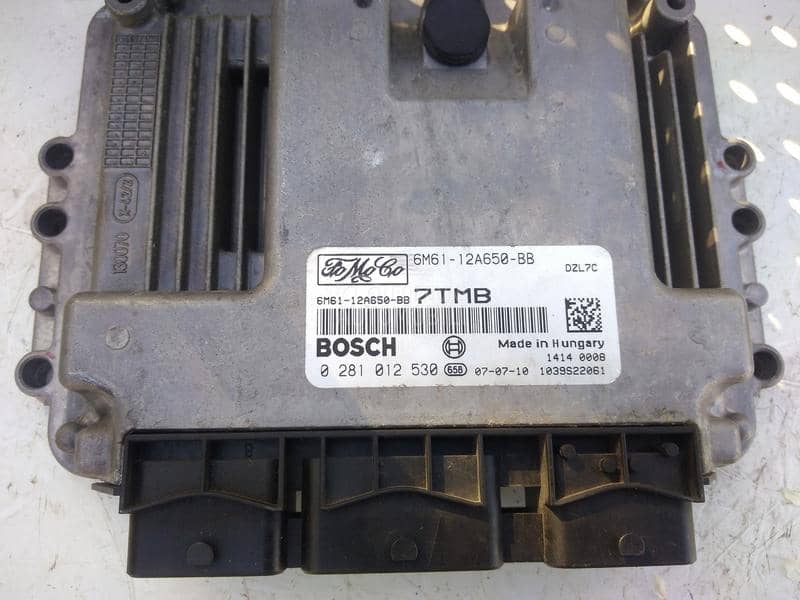 FoMoCo
6M61-12A650-BB
DZL7C
6M61-12A650-BB 7TMB
BOSCH
Made in Hungary
1414 0008
0 281 012 530 658 07-07-10 1039S22061
130070